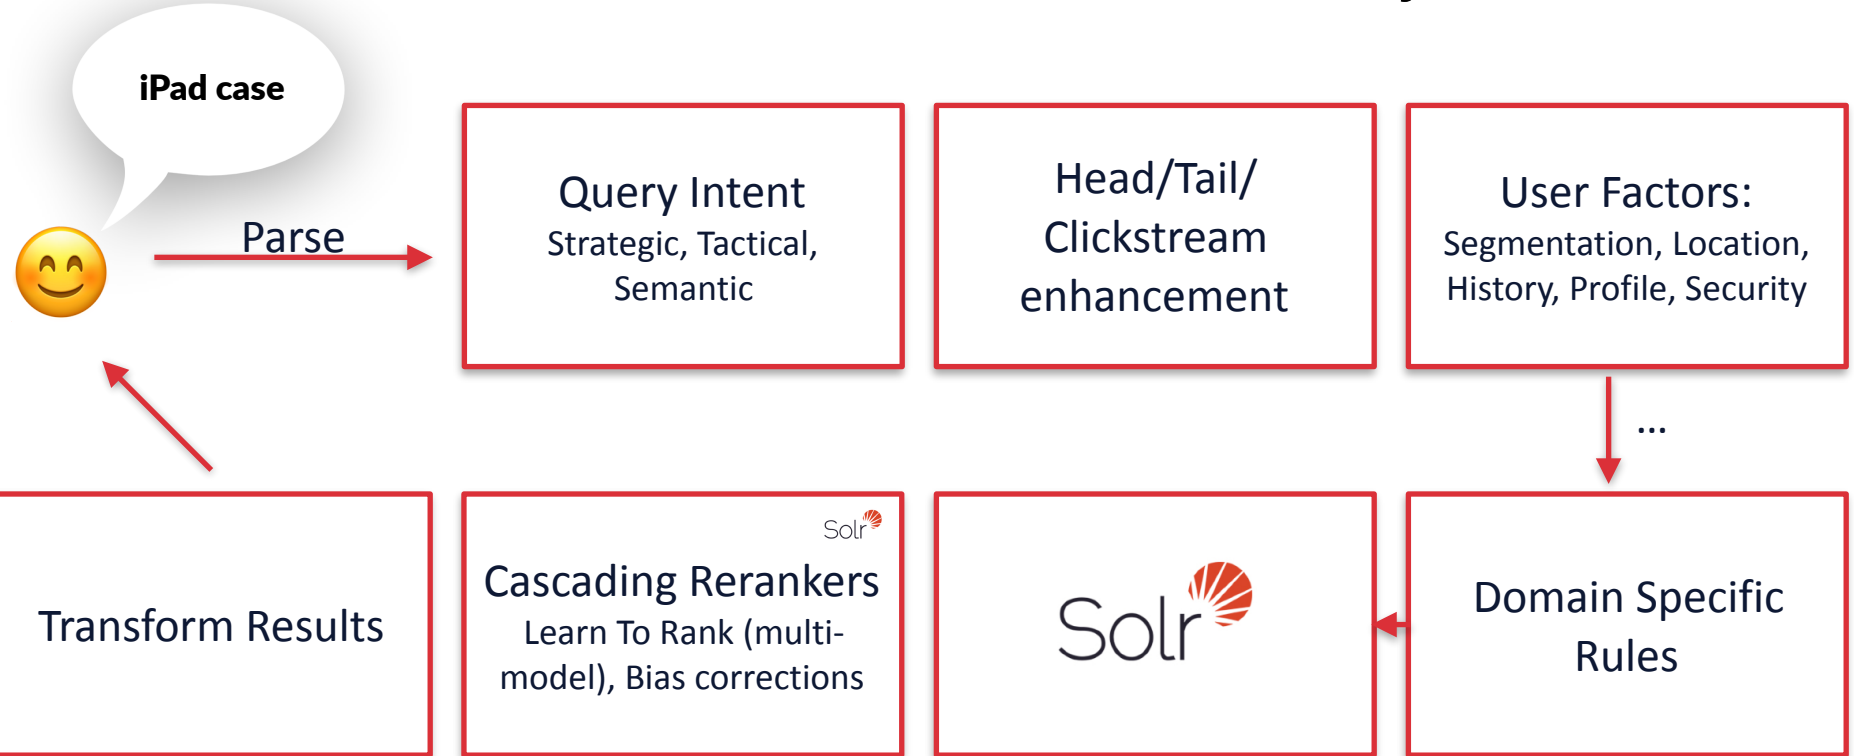 iPad case
Parse
Query Intent
Strategic, Tactical,
Semantic
Head/Tail/
Clickstream
enhancement
User Factors:
Segmentation, Location,
History, Profile, Security
...
Transform Results
Solr
Cascading Rerankers
Learn To Rank (multi-
model), Bias corrections
Solr
Domain Specific
Rules